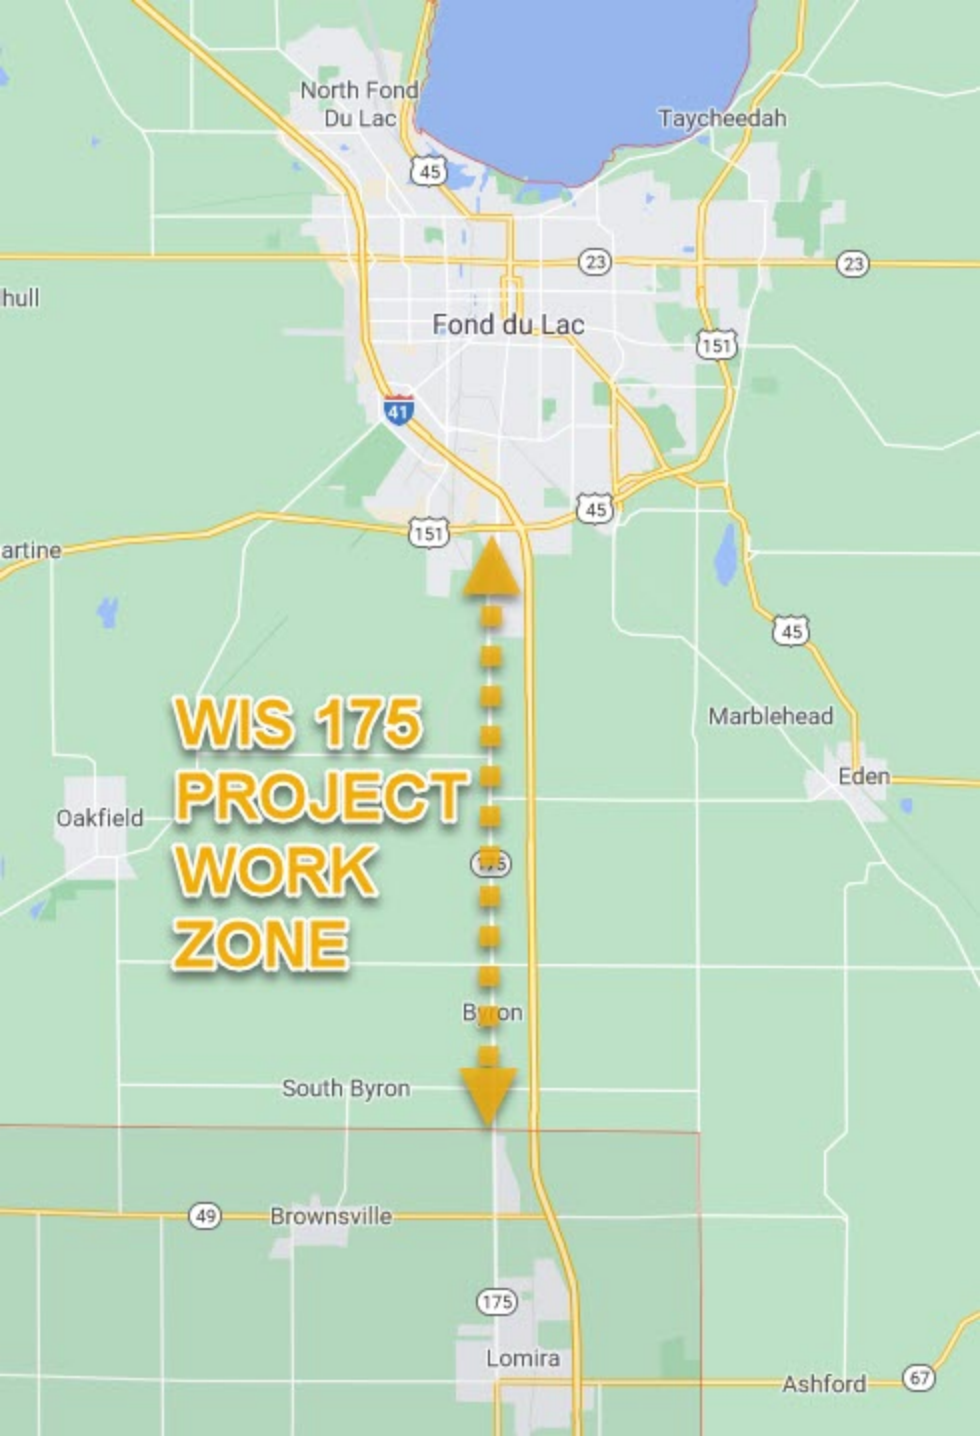 North Fond
Du Lac
Taycheedah
45
23
23
hull
Fond du Lac
151
41
45
151
artine
45
WIS 175
PROJECT
WORK
ZONE
Marblehead
Eden
Oakfield
175
Byron
South Byron
49
Brownsville
175
Lomira
Ashford
67